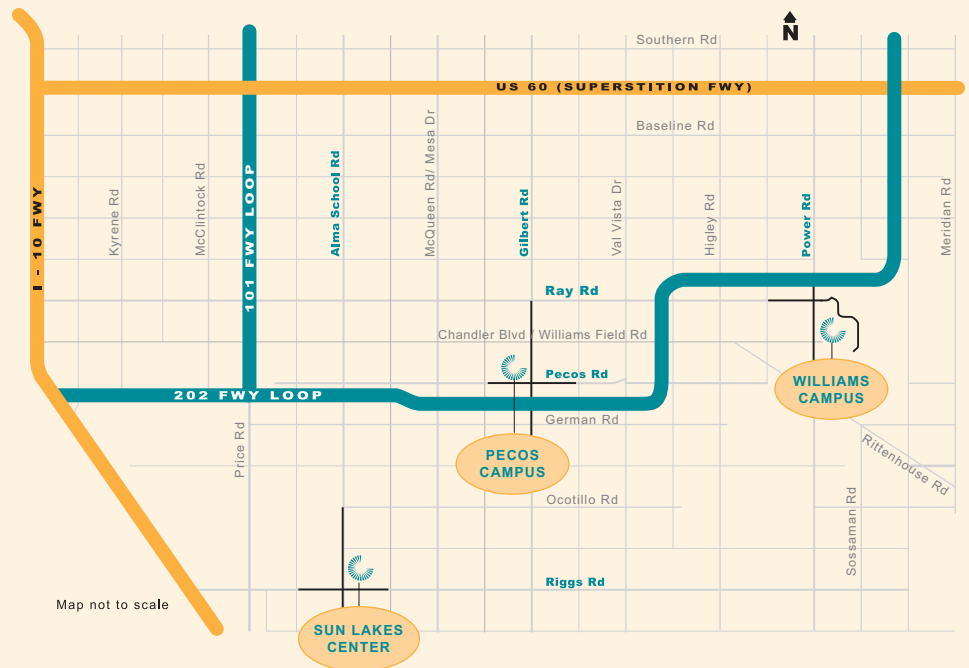 N
Southern Rd
US 60 (SUPERSTITION FWY)
Baseline Rd
I - 10 FWY
Kyrene Rd
McClintock Rd
101 FWY LOOP
Alma School Rd
McQueen Rd/ Mesa Dr
Gilbert Rd
Val Vista Dr
Higley Rd
Power Rd
Meridian Rd
Ray Rd
Chandler Blvd / Williams Field Rd
Pecos Rd
202 FWY LOOP
WILLIAMS
CAMPUS
German Rd
Price Rd
PECOS
CAMPUS
Rittenhouse Rd
Ocotillo Rd
Sossaman Rd
Riggs Rd
Map not to scale
SUN LAKES
CENTER